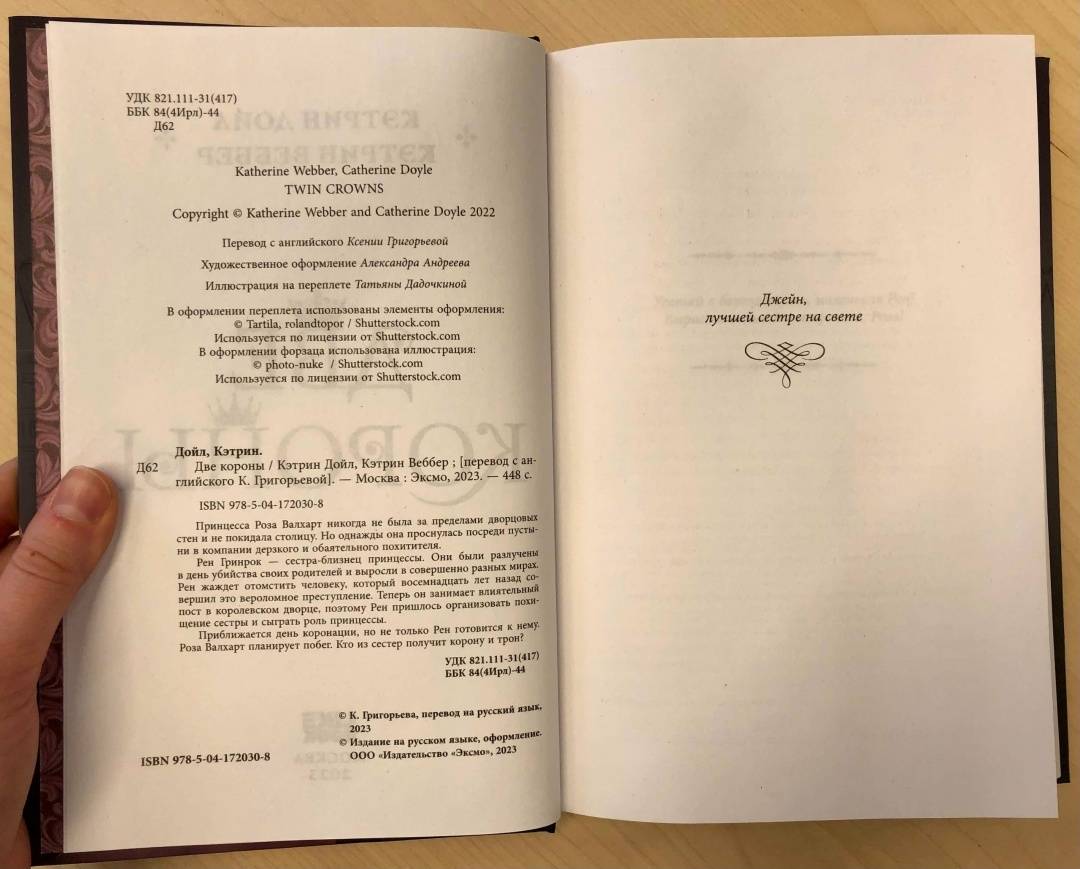 УДК 821.111-31(417)
ББК 84(4Ирл)-44
Д62
Katherine Webber, Catherine Doyle
TWIN CROWNS
Copyright © Katherine Webber and Catherine Doyle 2022
Перевод с английского Ксении Григорьевой
Художественное оформление Александра Андреева
Иллюстрация на переплете Татьяны Дадочкиной
В оформлении переплета использованы элементы оформления:
© Tartila, rolandtopor / Shutterstock.com
Используется по лицензии от Shutterstock.com
В оформлении форзаца использована иллюстрация:
© photo-nuke / Shutterstock.com
Используется по лицензии от Shutterstock.com
Дойл, Кэтрин.
Д62 Две короны / Кэтрин Дойл, Кэтрин Веббер ; [перевод с ан-
глийского К. Григорьевой]. — Москва : Эксмо, 2023. — 448 с.
ISBN 978-5-04-172030-8
Принцесса Роза Валхарт никогда не была за пределами дворцовых
стен и не покидала столицу. Но однажды она проснулась посреди пусты-
ни в компании дерзкого и обаятельного похитителя.
Рен Гринрок — сестра-близнец принцессы. Они были разлучены
в день убийства своих родителей и выросли в совершенно разных мирах.
Рен жаждет отомстить человеку, который восемнадцать лет назад со-
вершил это вероломное преступление. Теперь он занимает влиятельный
пост в королевском дворце, поэтому Рен пришлось организовать похи-
щение сестры и сыграть роль принцессы.
Приближается день коронации, но не только Рен готовится к нему.
Роза Валхарт планирует побег. Кто из сестер получит корону и трон?
УДК 821.111-31(417)
ББК 84(4Ирл)-44
© К. Григорьева, перевод на русский язык,
2023
© Издание на русском языке, оформление.
ООО «Издательство «Эксмо», 2023
ISBN 978-5-04-172030-8
Джейн,
лучшей сестре на свете